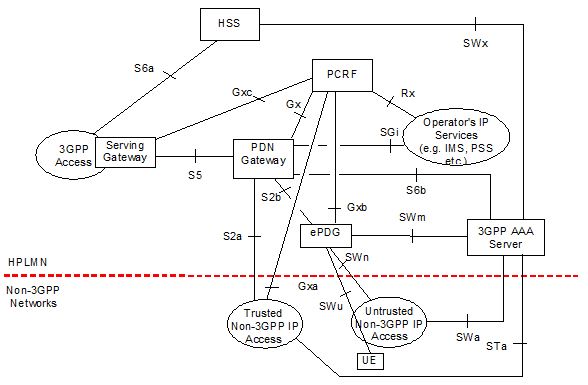 HSS
SWx
S6a
PCRF
Gxc
Gx
Rx
3GPP
Access
Serving
Gateway
PDN
Gateway
SGi
Operator's IP
Services
(e.g. IMS, PSS
etc.)
S5
S2b
S6b
Gxb
SWm
3GPP AAA
Server
S2a
ePDG
SWn
HPLMN
Non-3GPP
Networks
Gxa
SWu
Trusted
Non-3GPP IP
Access
Untrusted
Non-3GPP IP
Access
SWa
STa
UE